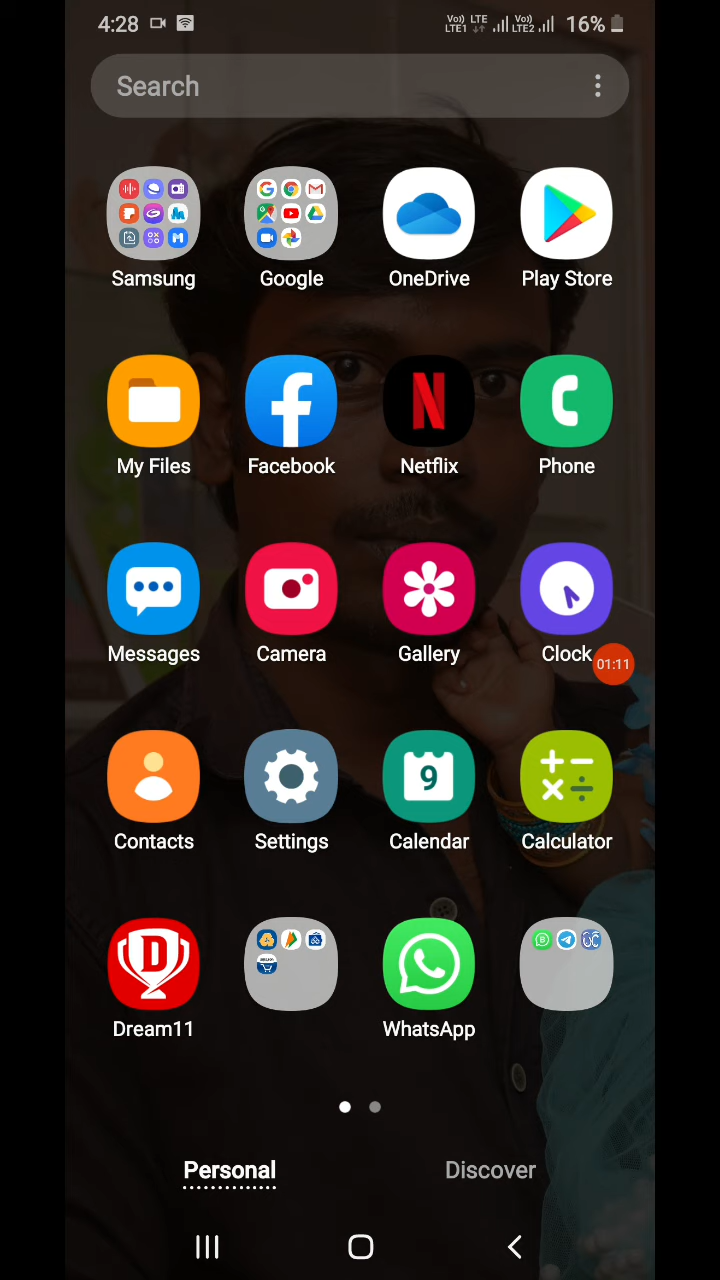 4:28 Vo) LTE Vo) 16%
LTE1 LTE2
Search
Samsung Google OneDrive Play Store
My Files Facebook Netflix Phone
Messages Camera Gallery Clock
01:11
9
Contacts Settings Calendar Calculator
D
Dream11 WhatsApp
Personal Discover